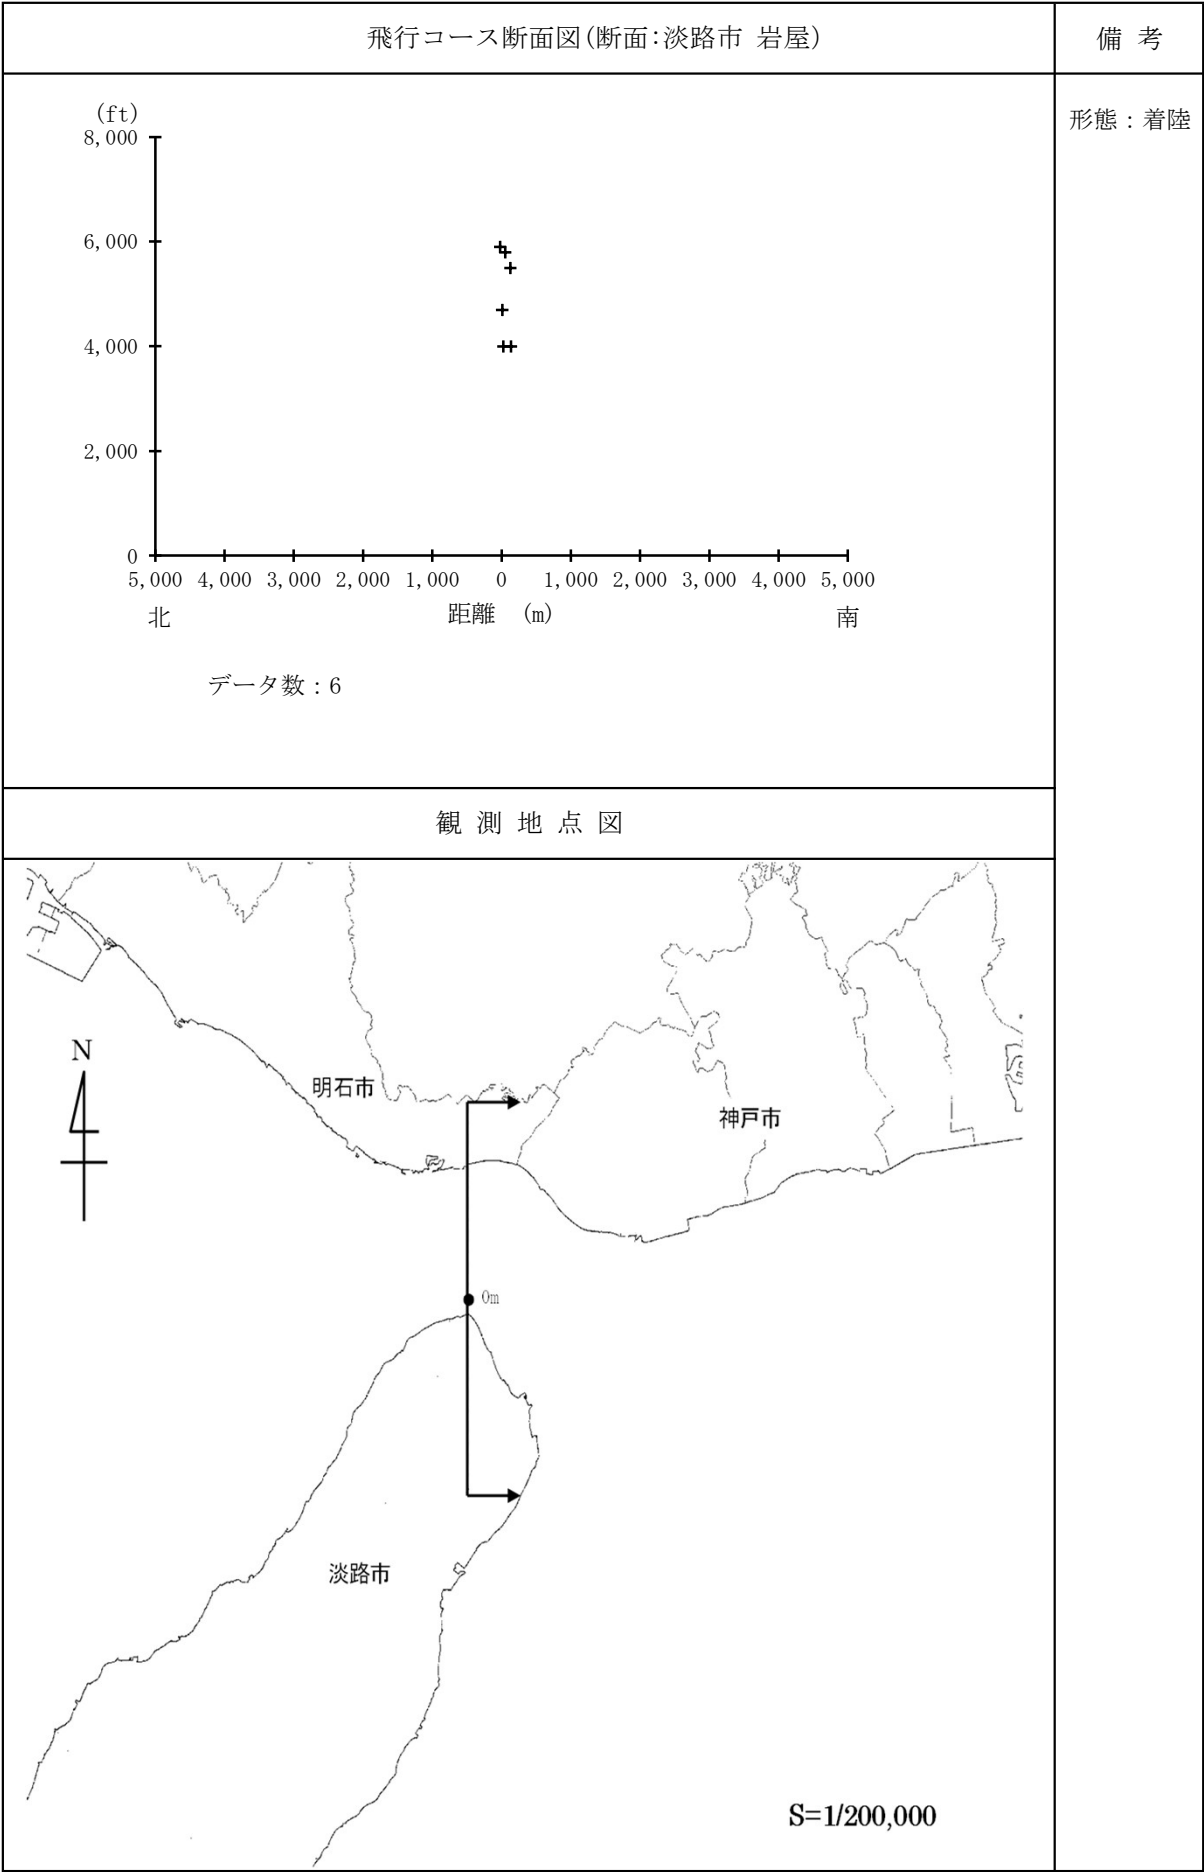 飛行コース断面図(断面:淡路市 岩屋)
備 考
形態：着陸
(ft)
8,000
6,000
4,000
2,000
0
5,000 4,000 3,000 2,000 1,000 0 1,000 2,000 3,000 4,000 5,000
北 距離 (m) 南
データ数：6
観 測 地 点 図
N
明石市
神戸市
0m
淡路市
S=1/200,000